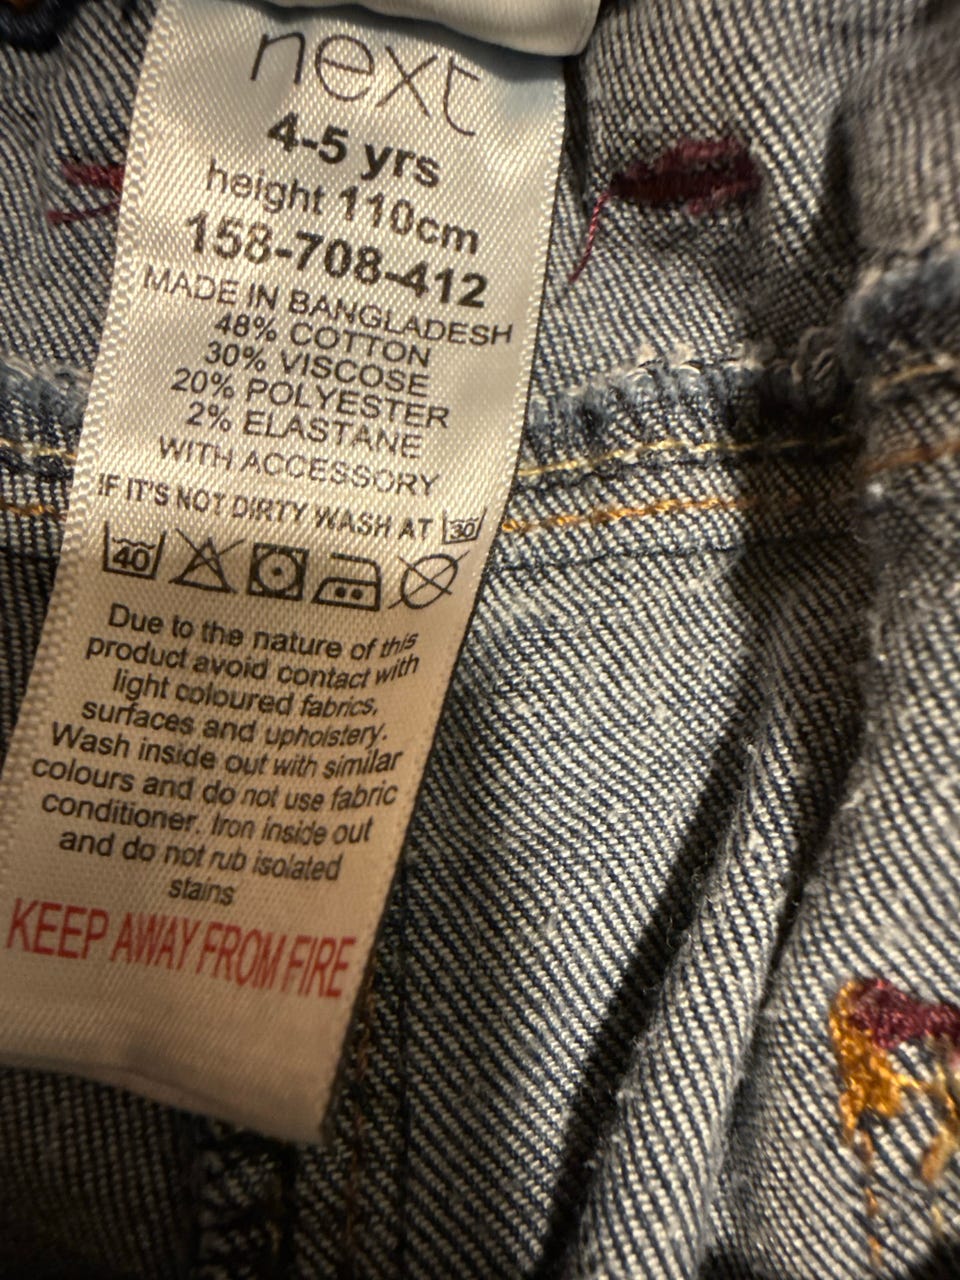 next
4-5 yrs
height 110cm
158-708-412
MADE IN BANGLADESH
48% COTTON
30% VISCOSE
20% POLYESTER
2% ELASTANE
WITH ACCESSORY
IF IT'S NOT DIRTY WASH AT 30
40
Due to the nature of this
product avoid contact with
light coloured fabrics,
surfaces and upholstery.
Wash inside out with similar
colours and do not use fabric
conditioner. Iron inside out
and do not rub isolated
stains
KEEP AWAY FROM FIRE